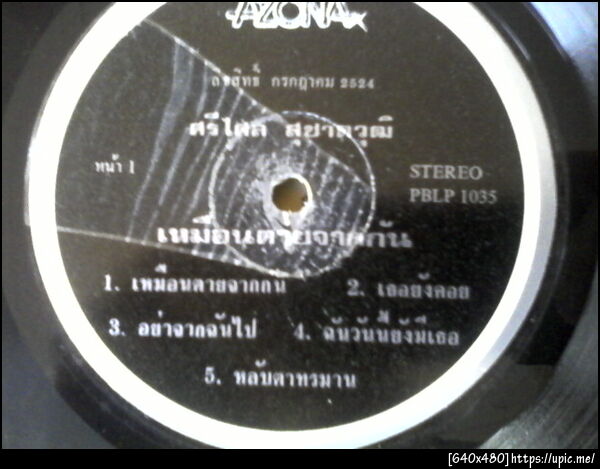 AZONA
ลิขสิทธิ์ กรกฎาคม 2524
ศรีไศล สุชาตวุฒิ
หน้า 1
STEREO
PBLP 1035
เหมือนตายจากกัน
1. เหมือนตายจากกัน 2. เธอยังคอย
3. อย่าจากฉันไป 4. ฉันวันนี้ยังมีเธอ
5. หลับตาทรมาน
[640x480]https://upic.me/